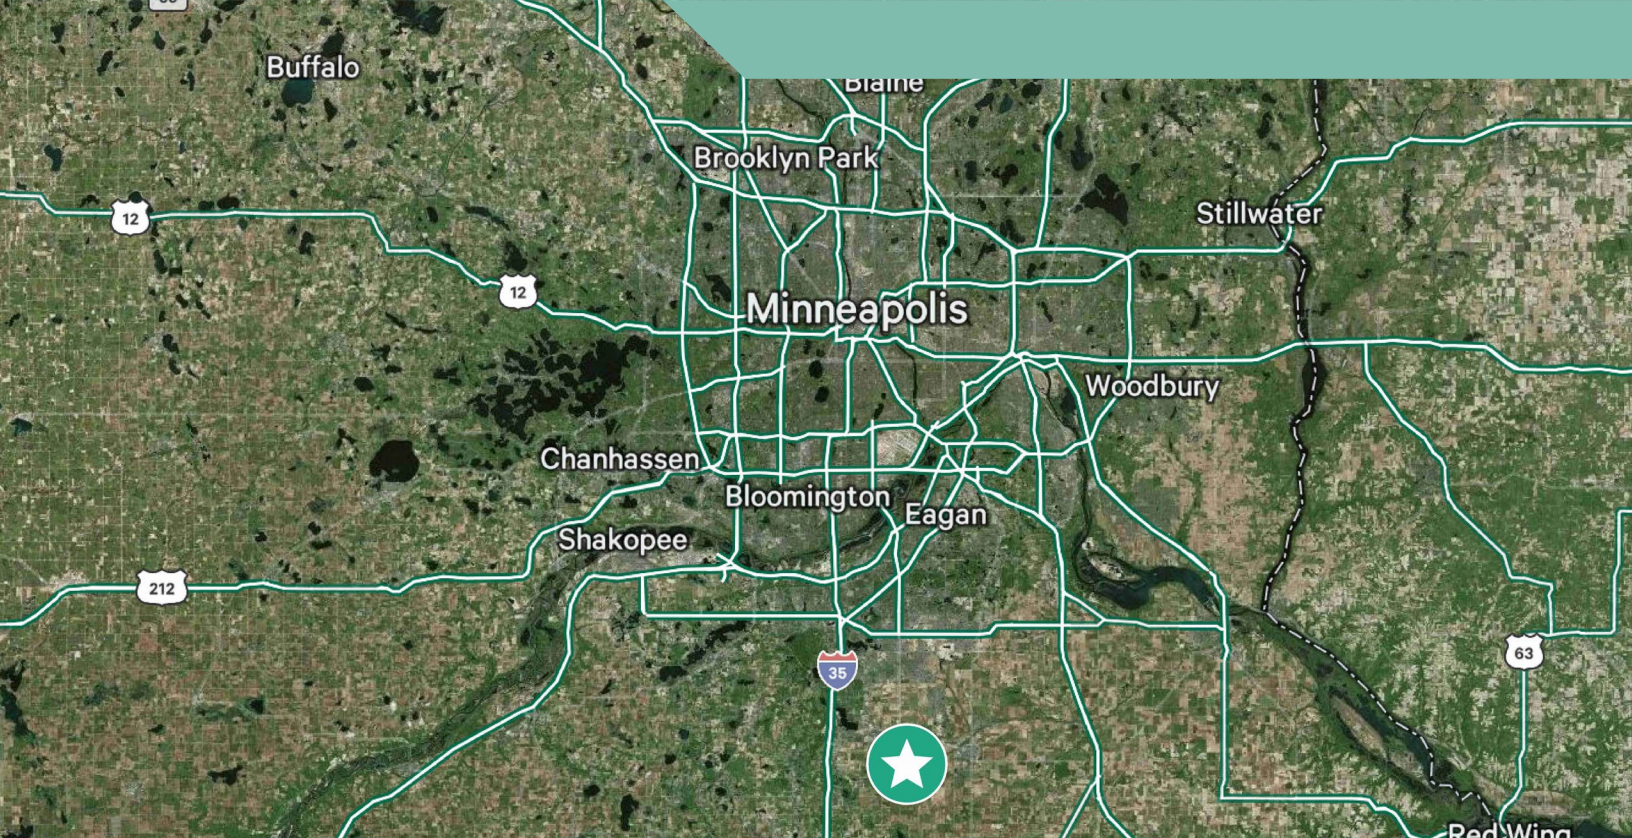 Buffalo
Blaine
Brooklyn Park
12
Stillwater
12
Minneapolis
Woodbury
Chanhassen
Bloomington
Eagan
Shakopee
212
63
35
Red Wing